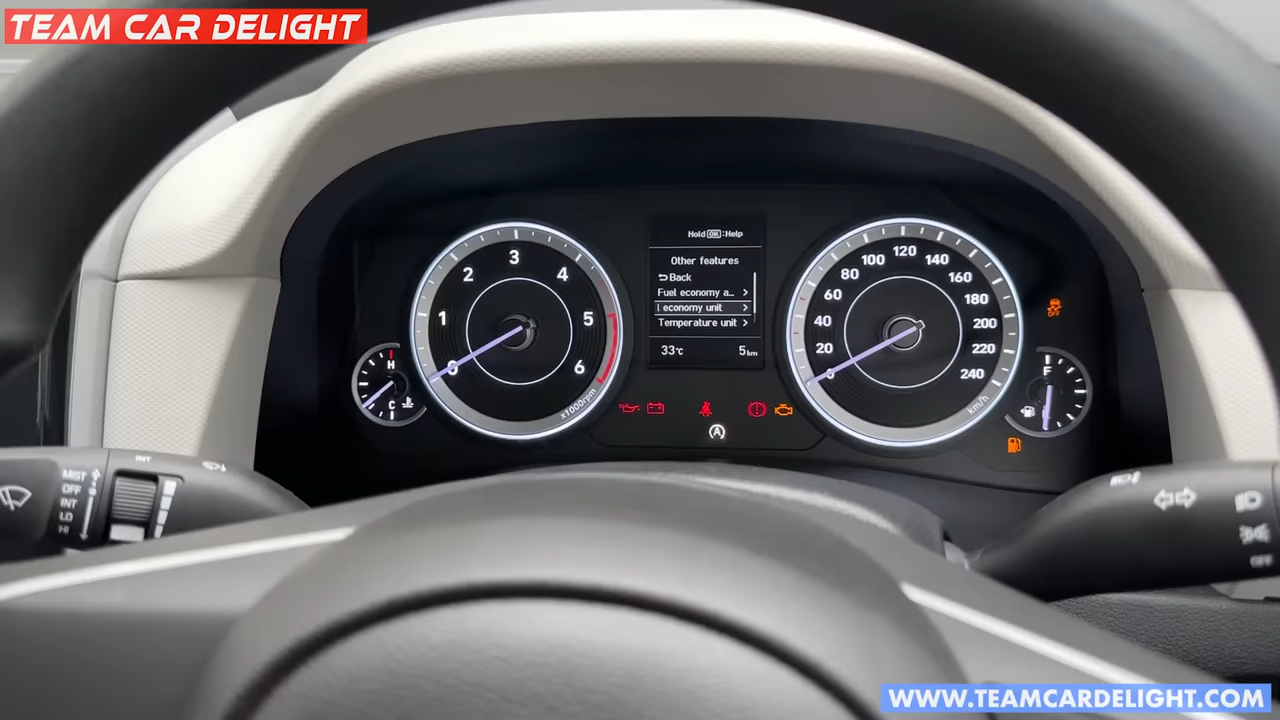 TEAM CAR DELIGHT
Hold OK :Help
Other features
Back
Fuel economy a... >
l economy unit >
Temperature unit >
33℃ 5km
0
1
2
3
4
5
6
x1000rpm
H
C
20
40
60
80
100
120
140
160
180
200
220
240
km/h
F
OFF
A
INT
MIST
OFF
INT
LO
HI
OFF
WWW.TEAMCARDELIGHT.COM